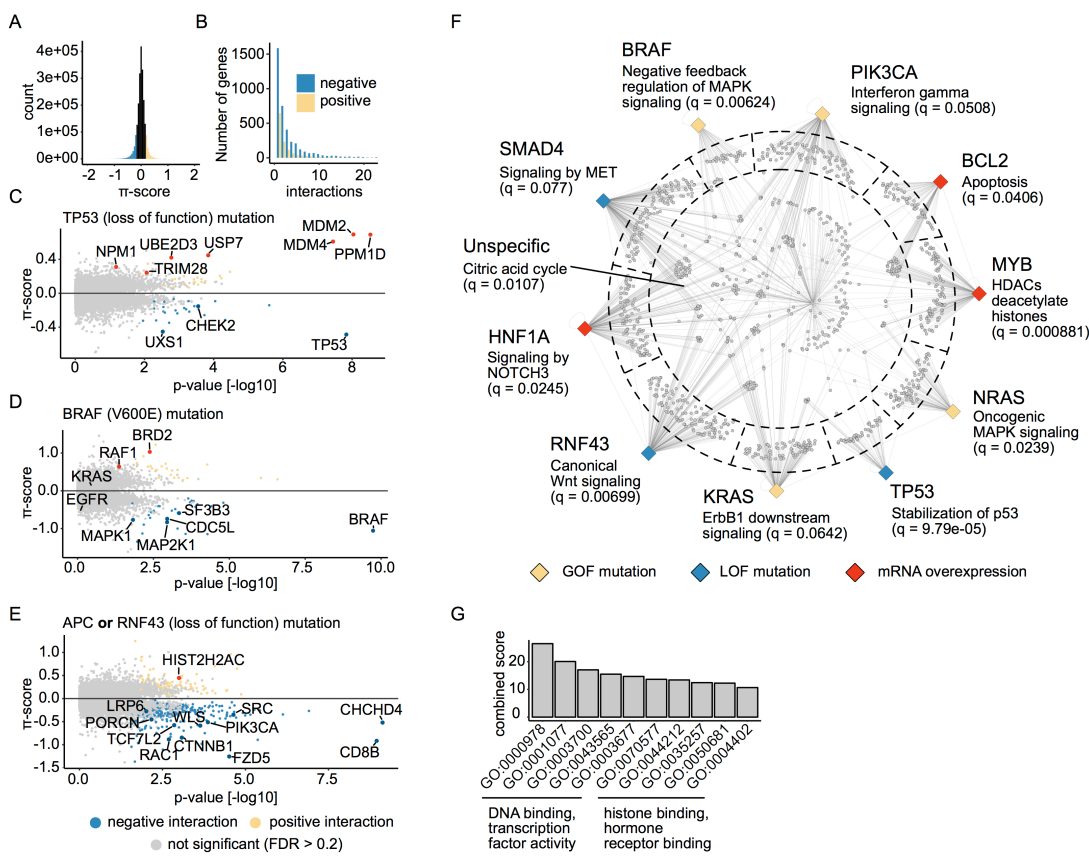 A
4e+05
3e+05
2e+05
1e+05
0e+00
count
-2
-1
0
1
2
π-score
B
1500
1000
500
0
Number of genes
negative
positive
0
10
20
interactions
C
TP53 (loss of function) mutation
MDM2
UBE2D3
USP7
NPM1
MDM4
PPM1D
TRIM28
0.4
0.0
-0.4
π-score
CHEK2
UXS1
TP53
0
2
4
6
8
p-value [-log10]
D
BRAF (V600E) mutation
BRD2
RAF1
KRAS
EGFR
1.0
0.0
-1.0
π-score
SF3B3
CDC5L
BRAF
MAPK1
MAP2K1
0.0
2.5
5.0
7.5
10.0
p-value [-log10]
E
APC or RNF43 (loss of function) mutation
1.0
0.5
0.0
-0.5
-1.0
-1.5
π-score
HIST2H2AC
LRP6
WLS
SRC
CHCHD4
PORCN
PIK3CA
TCF7L2
CTNNB1
RAC1
FZD5
CD8B
0.0
2.5
5.0
7.5
p-value [-log10]
negative interaction
positive interaction
not significant (FDR > 0.2)
F
BRAF
Negative feedback
regulation of MAPK
signaling (q = 0.00624)
PIK3CA
Interferon gamma
signaling (q = 0.0508)
SMAD4
Signaling by MET
(q = 0.077)
BCL2
Apoptosis
(q = 0.0406)
Unspecific
Citric acid cycle
(q = 0.0107)
MYB
HDACs
deacetylate
histones
(q = 0.000881)
HNF1A
Signaling by
NOTCH3
(q = 0.0245)
NRAS
Oncogenic
MAPK signaling
(q = 0.0239)
RNF43
Canonical
Wnt signaling
(q = 0.00699)
KRAS
ErbB1 downstream
signaling (q = 0.0642)
TP53
Stabilization of p53
(q = 9.79e-05)
GOF mutation
LOF mutation
mRNA overexpression
G
combined score
20
10
0
GO:0000978
GO:0001077
GO:0003700
GO:0043565
GO:0003677
GO:0070577
GO:0044212
GO:0035257
GO:0050681
GO:0004402
DNA binding,
transcription
factor activity
histone binding,
hormone
receptor binding